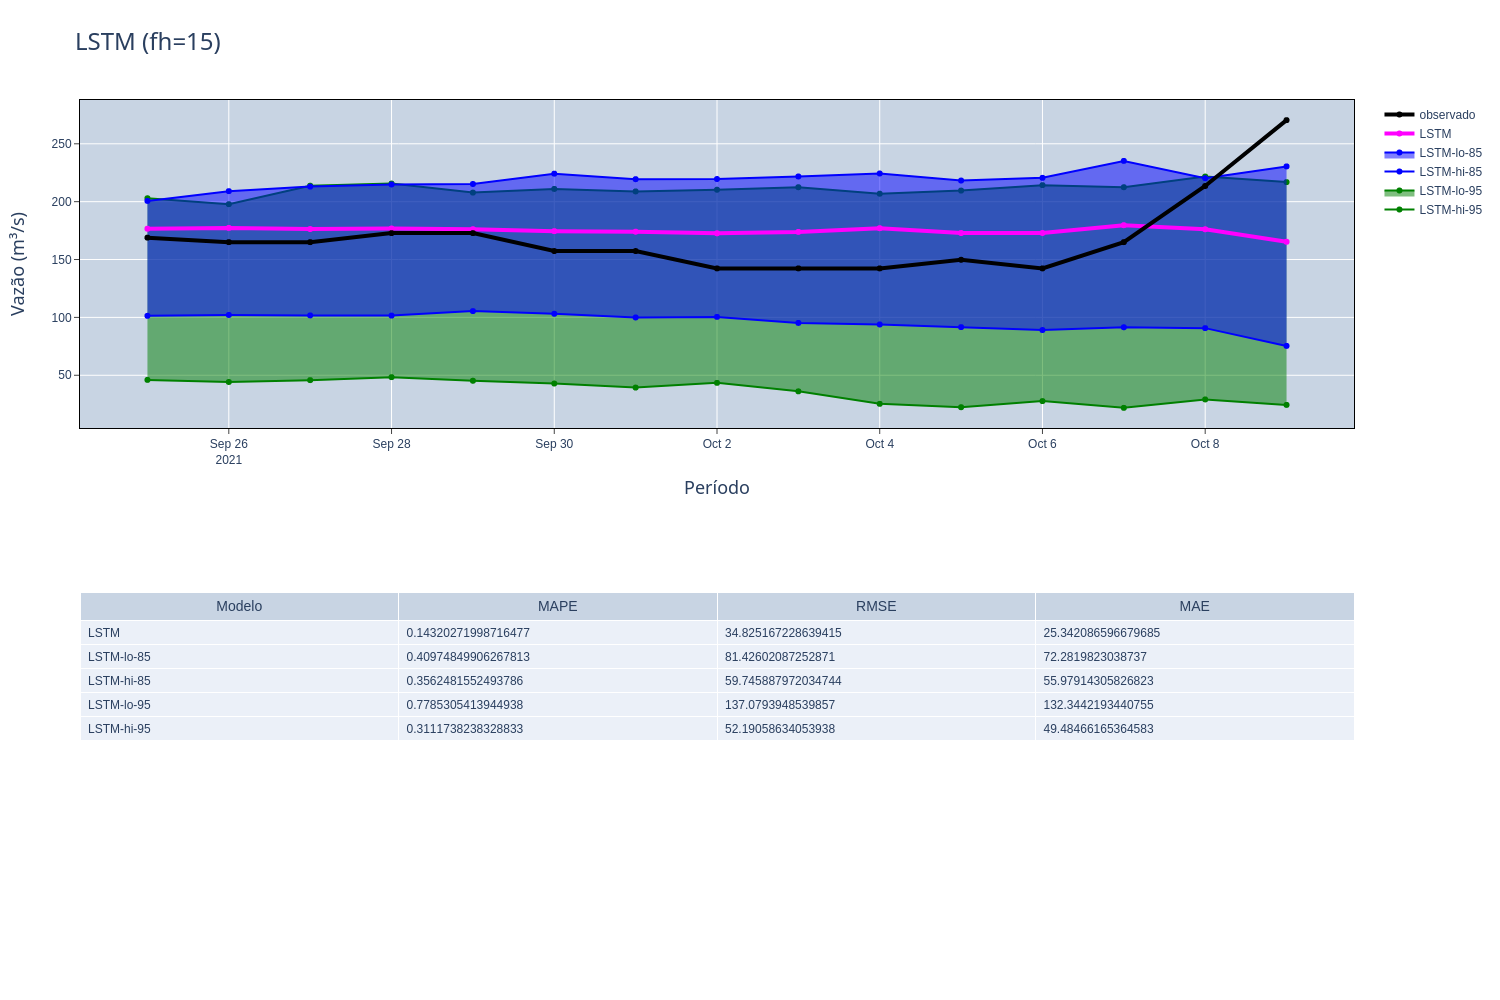 LSTM (fh=15)
observado
LSTM
LSTM-lo-85
LSTM-hi-85
LSTM-lo-95
LSTM-hi-95
Vazão (m³/s)
250
200
150
100
50
Sep 26 Sep 28 Sep 30 Oct 2 Oct 4 Oct 6 Oct 8
2021
Período
Modelo MAPE RMSE MAE
LSTM 0.14320271998716477 34.825167228639415 25.342086596679685
LSTM-lo-85 0.40974849906267813 81.42602087252871 72.2819823038737
LSTM-hi-85 0.3562481552493786 59.745887972034744 55.97914305826823
LSTM-lo-95 0.7785305413944938 137.0793948539857 132.3442193440755
LSTM-hi-95 0.3111738238328833 52.19058634053938 49.48466165364583